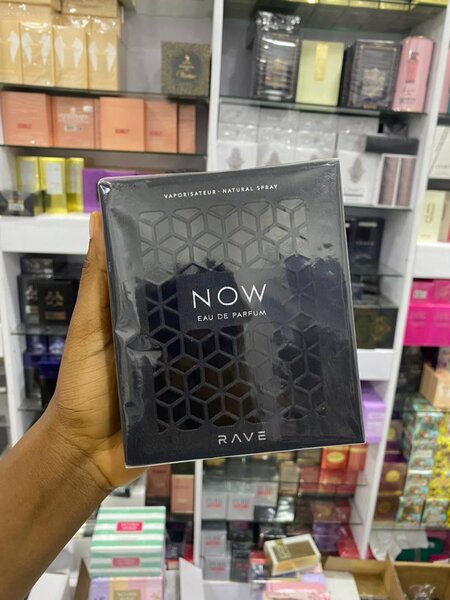 VAPORISATEUR • NATURAL SPRAY
NOW
EAU DE PARFUM
RAVE